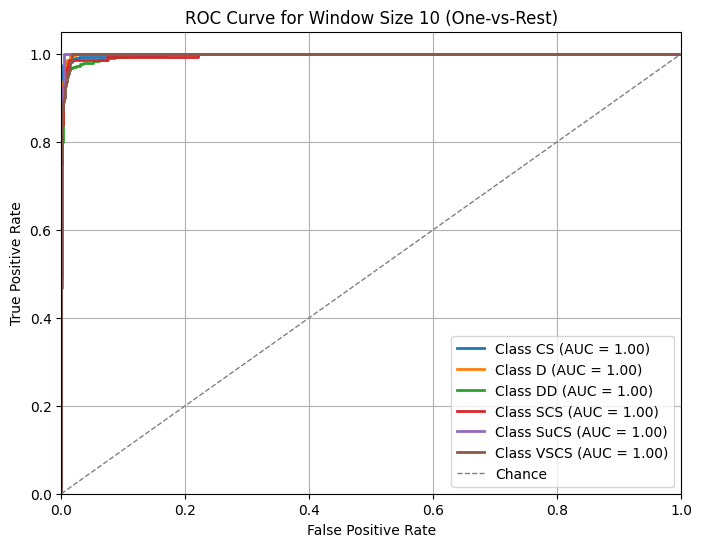 ROC Curve for Window Size 10 (One-vs-Rest)
True Positive Rate
1.0
0.8
0.6
0.4
0.2
0.0
Class CS (AUC = 1.00)
Class D (AUC = 1.00)
Class DD (AUC = 1.00)
Class SCS (AUC = 1.00)
Class SuCS (AUC = 1.00)
Class VSCS (AUC = 1.00)
Chance
0.0 0.2 0.4 0.6 0.8 1.0
False Positive Rate